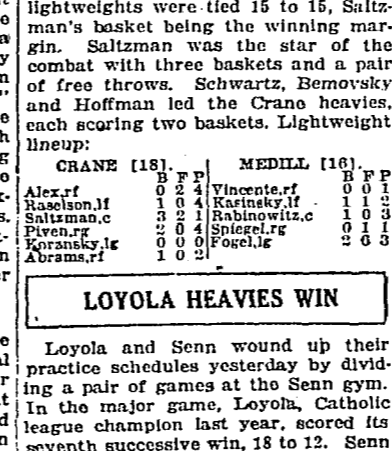 lightweights were tied 15 to 15, Saltz-
man's basket being the winning mar-
gin. Saltzman was the star of the
combat with three baskets and a pair
of free throws. Schwartz, Bemovsky
and Hoffman led the Crane heavies,
each scoring two baskets. Lightweight
lineup:
CRANE [18]. MEDILL [16].
B F P B F P
Alex,rf 0 2 4 Vincente,rf 0 0 1
Raselson,lf 1 0 4 Karinsky,lf 1 1 2
Saltzman,c 3 2 1 Rabinowitz,c 1 0 3
Piven,rg 2 0 4 Spiegel,rg 0 1 1
Koransky,lg 0 0 0 Fogel,lg 2 0 3
Abrams,rf 1 0 2
LOYOLA HEAVIES WIN
Loyola and Senn wound up their
practice schedules yesterday by divid-
ing a pair of games at the Senn gym.
In the major game, Loyola, Catholic
league champion last year, scored its
seventh successive win, 18 to 12. Senn